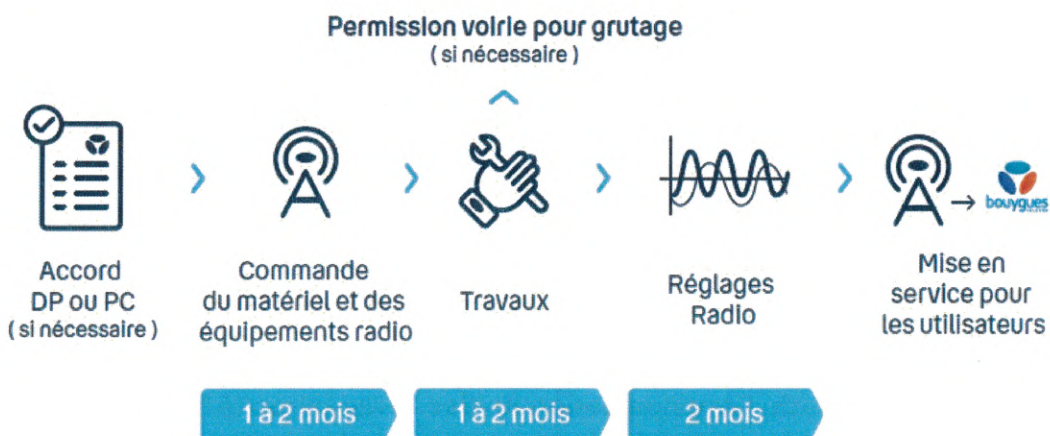 Permission voirie pour grutage
( si nécessaire )
bouygues
Accord
DP ou PC
( si nécessaire )
Commande
du matériel et des
équipements radio
Travaux
Réglages
Radio
Mise en
service pour
les utilisateurs
1 à 2 mois
1 à 2 mois
2 mois